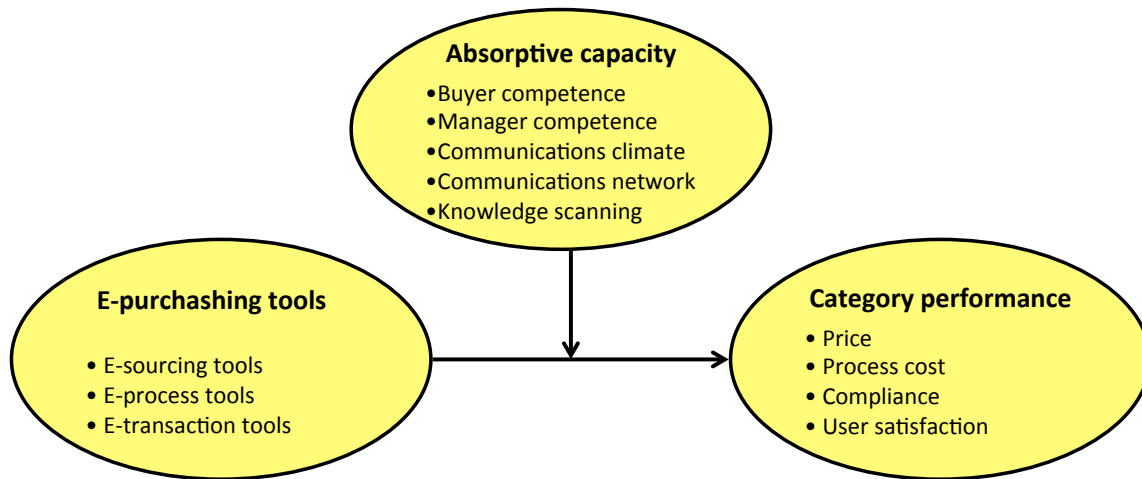 Absorptive capacity
•Buyer competence
•Manager competence
•Communications climate
•Communications network
•Knowledge scanning
E-purchashing tools
• E-sourcing tools
• E-process tools
• E-transaction tools
Category performance
• Price
• Process cost
• Compliance
• User satisfaction